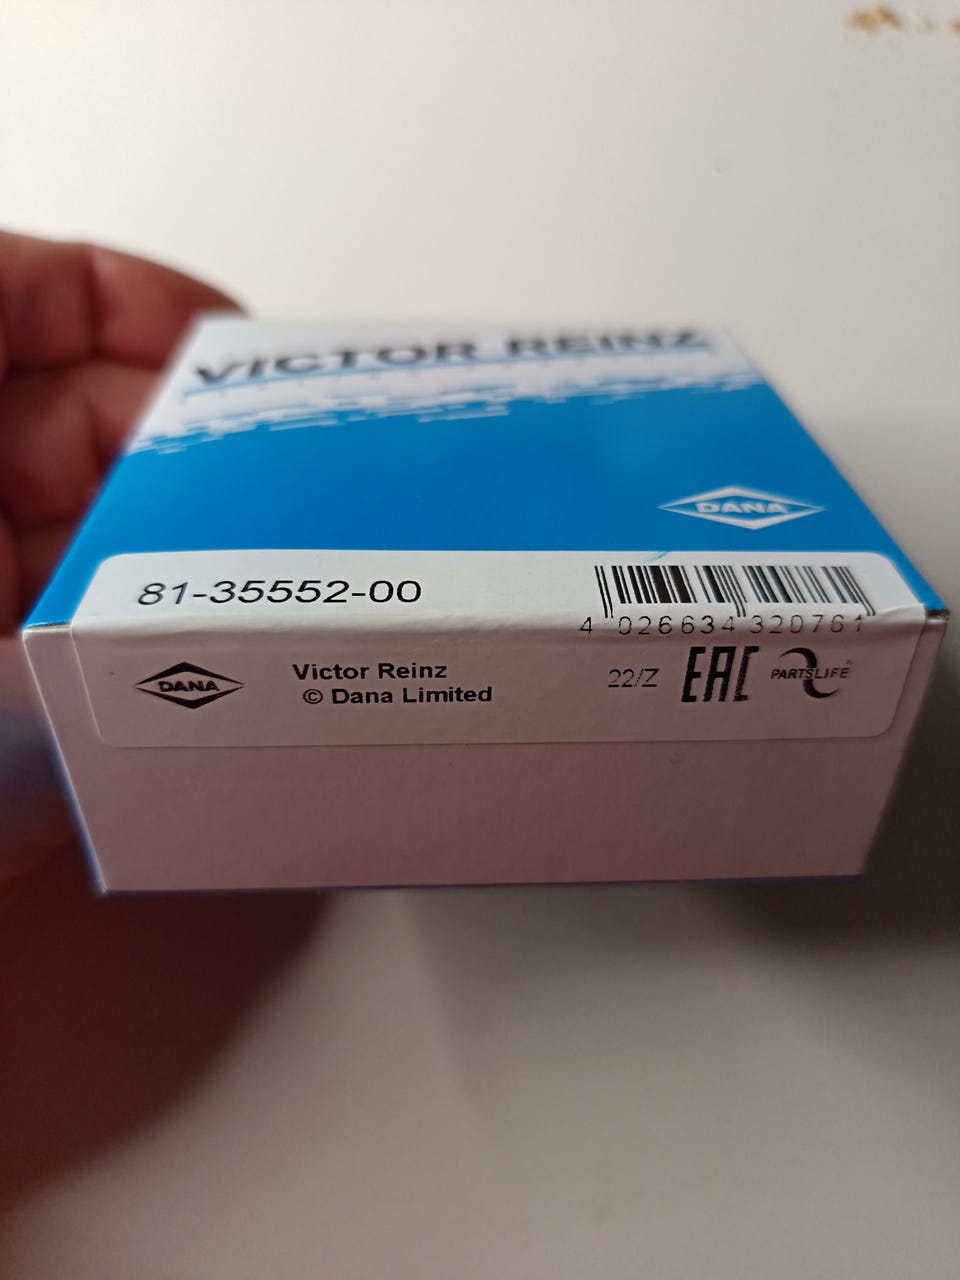 VICTOR REINZ
DANA
81-35552-00
4 026634 320761
DANA
Victor Reinz
© Dana Limited
22/Z
EAC
PARTSLIFE